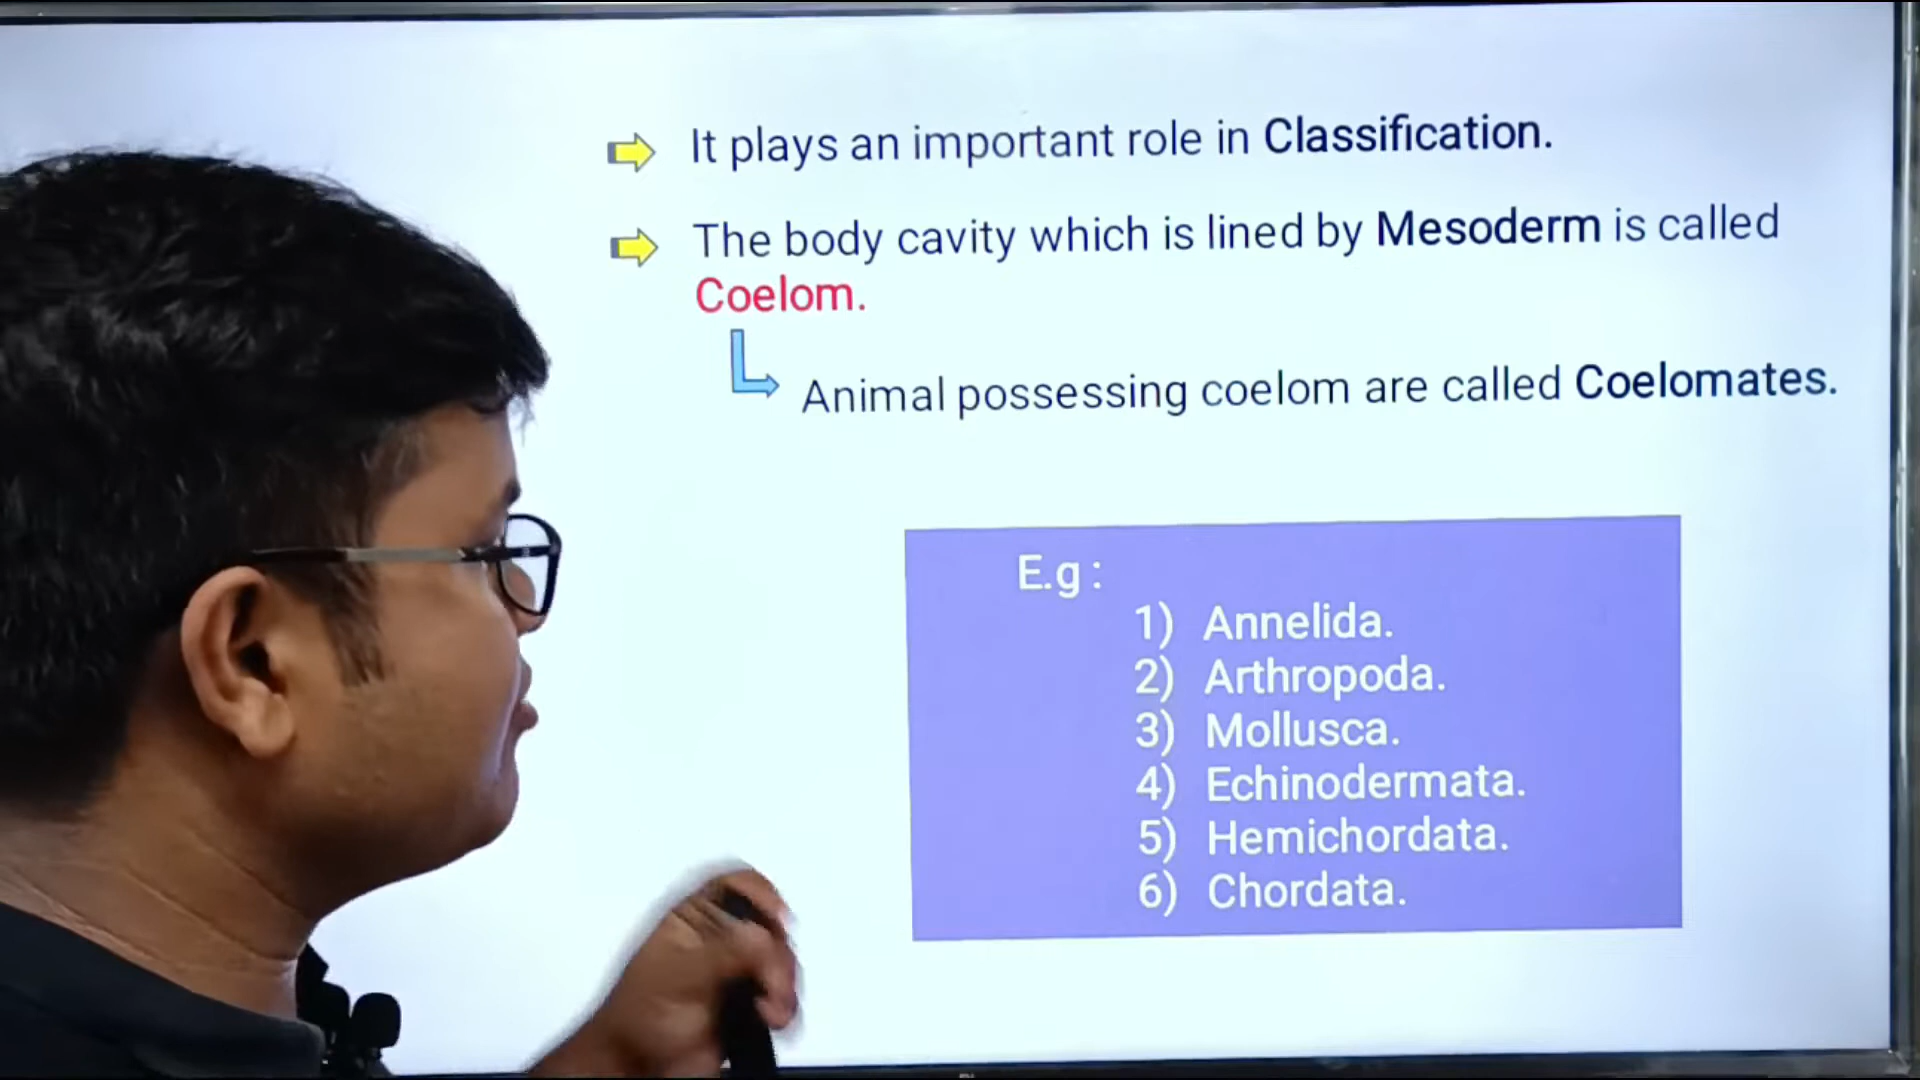 It plays an important role in Classification.
The body cavity which is lined by Mesoderm is called
Coelom.
Animal possessing coelom are called Coelomates.
E.g :
1) Annelida.
2) Arthropoda.
3) Mollusca.
4) Echinodermata.
5) Hemichordata.
6) Chordata.